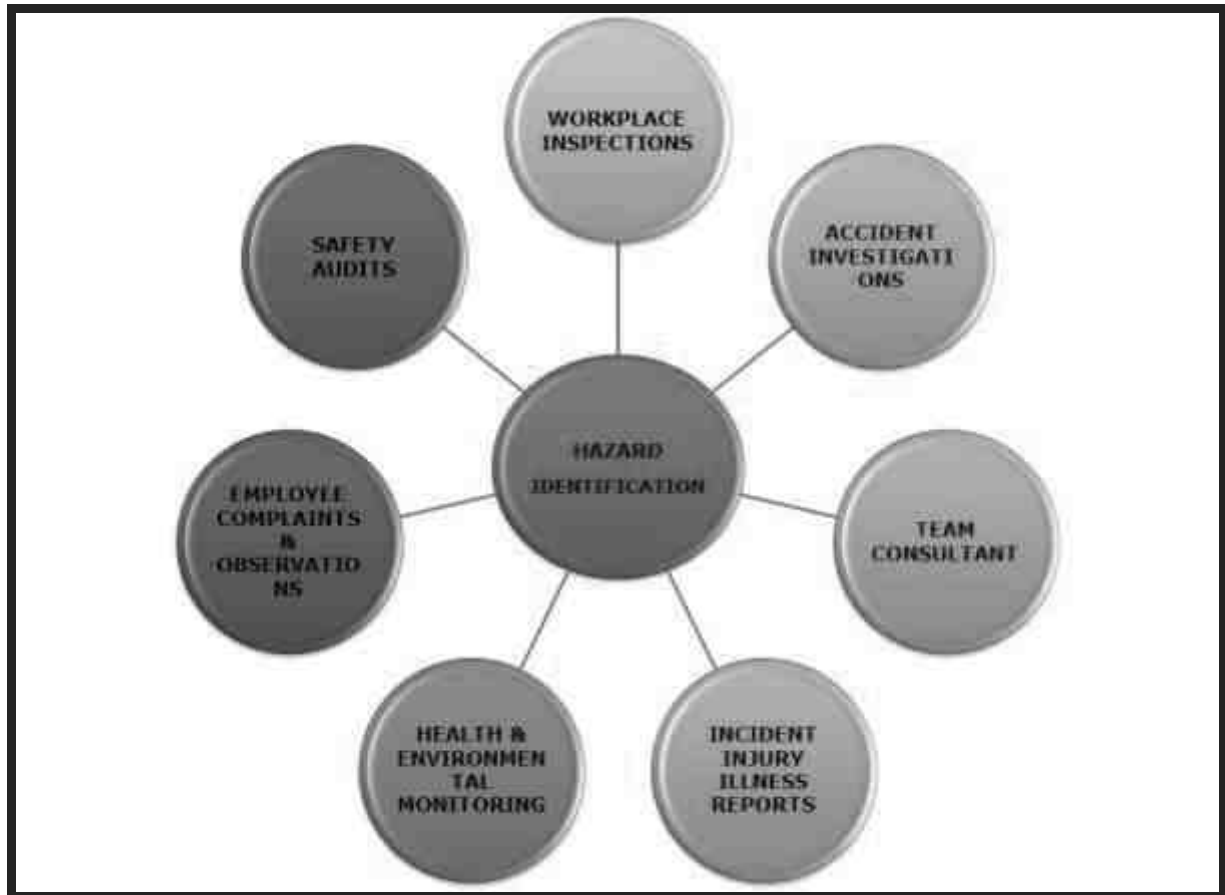 WORKPLACE
INSPECTIONS
ACCIDENT
INVESTIGATI
ONS
TEAM
CONSULTANT
INCIDENT
INJURY
ILLNESS
REPORTS
HEALTH &
ENVIRONMEN
TAL
MONITORING
EMPLOYEE
COMPLAINTS
&
OBSERVATIO
NS
SAFETY
AUDITS
HAZARD
IDENTIFICATION